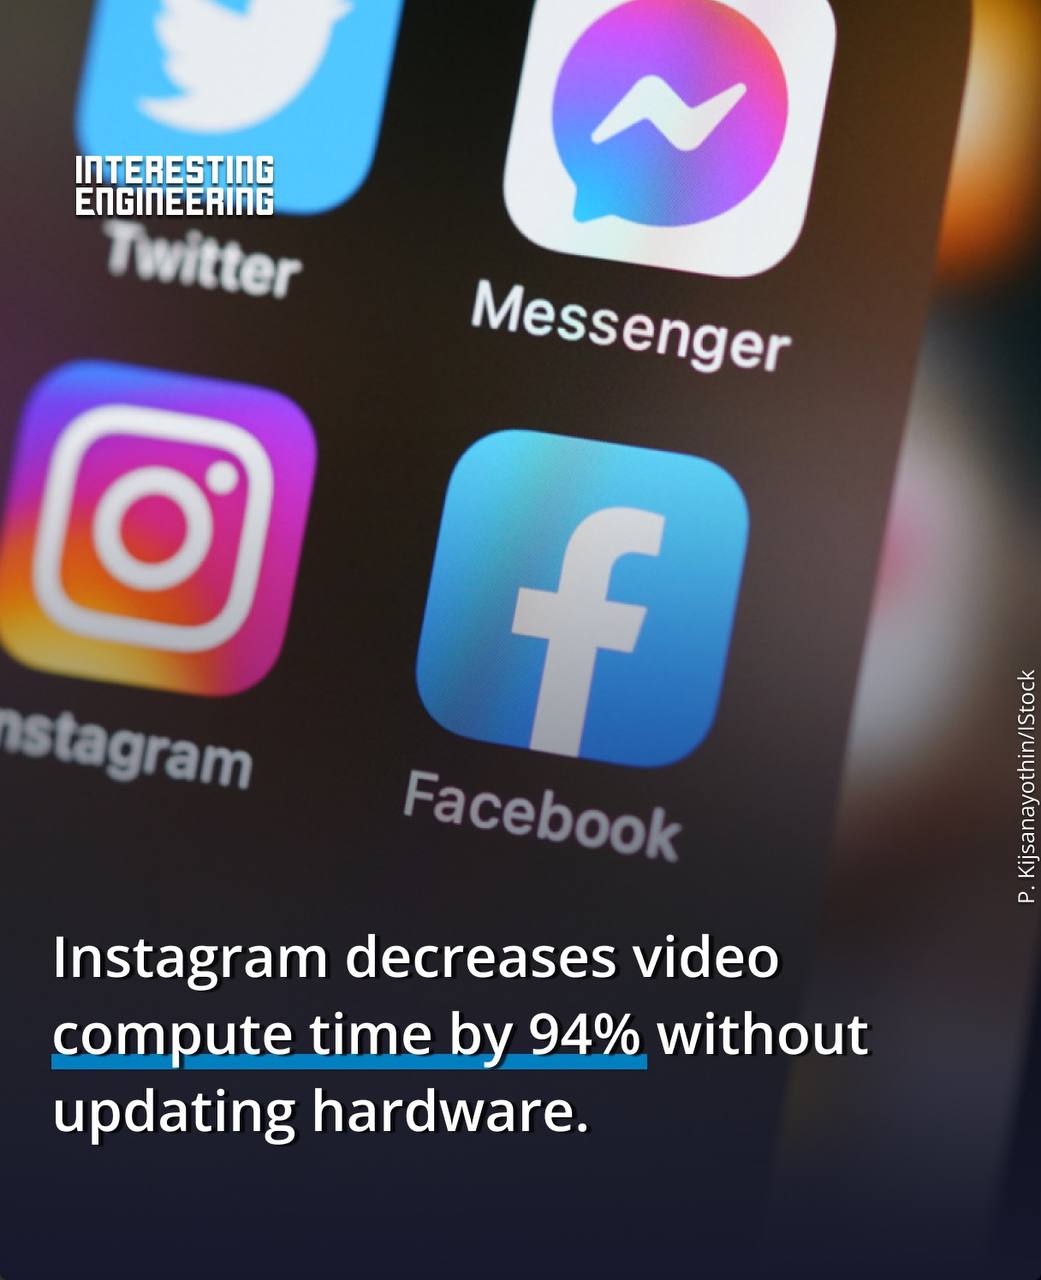 INTERESTING
ENGINEERING
Twitter
Messenger
nstagram
Facebook
P. Kijsanayothin/IStock
Instagram decreases video
compute time by 94% without
updating hardware.